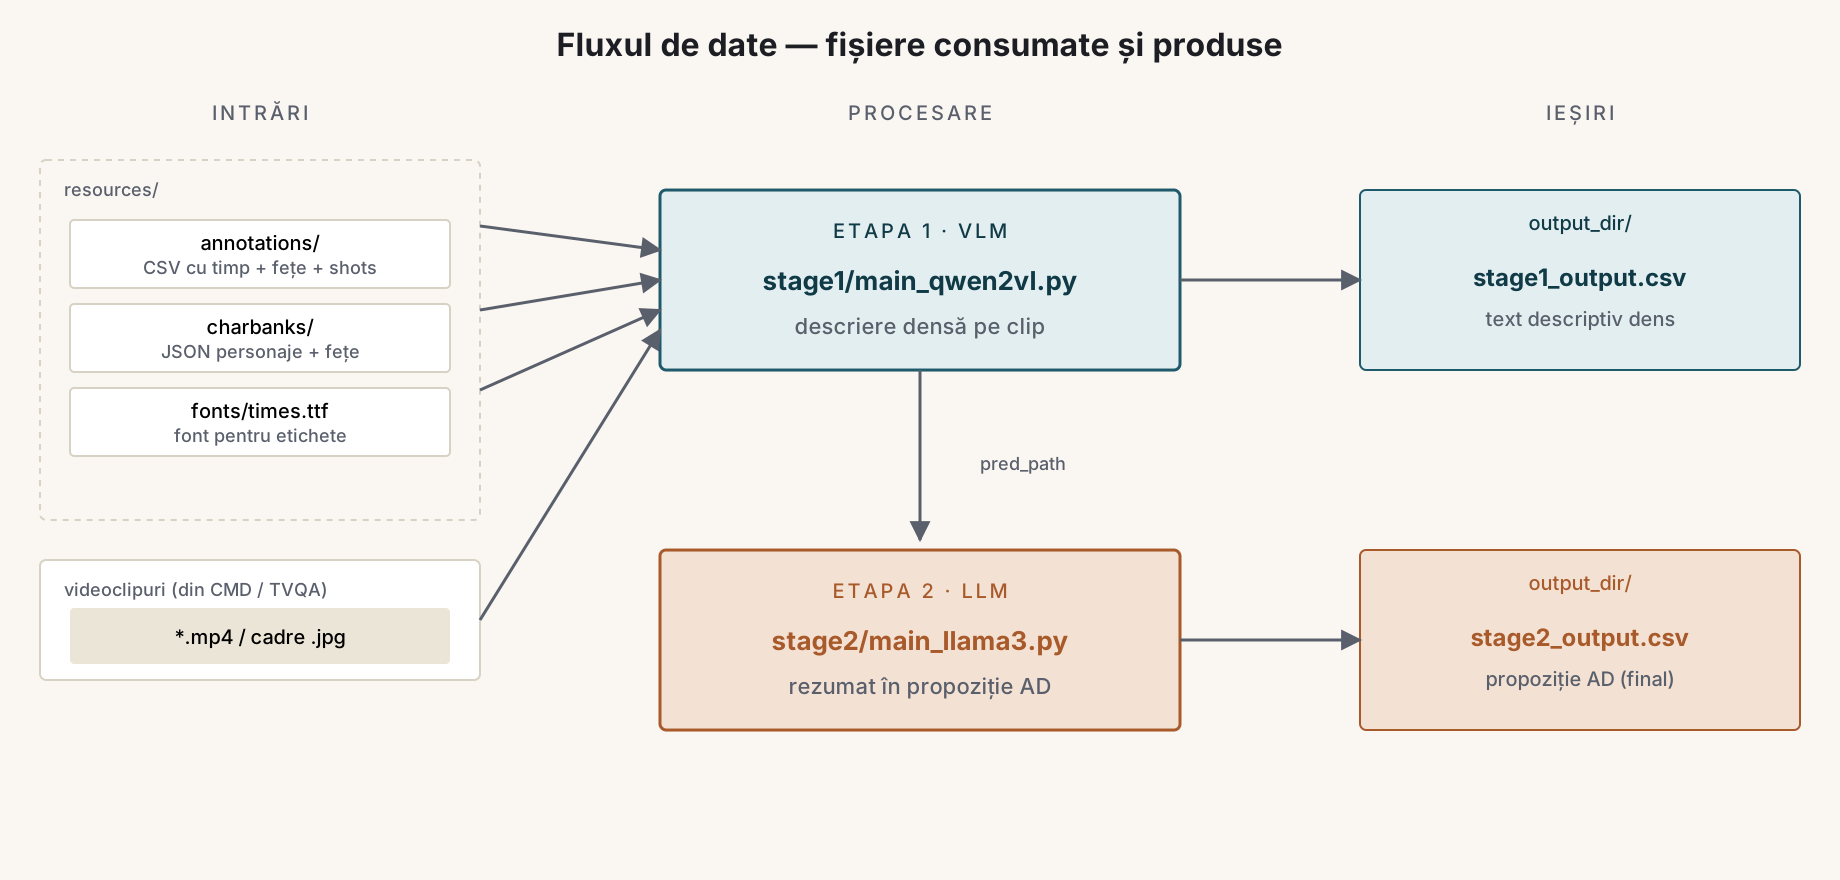 Fluxul de date — fișiere consumate și produse
INTRĂRI
PROCESARE
IEȘIRI
resources/
annotations/
CSV cu timp + fețe + shots
charbanks/
JSON personaje + fețe
fonts/times.ttf
font pentru etichete
videoclipuri (din CMD / TVQA)
*.mp4 / cadre .jpg
ETAPA 1 · VLM
stage1/main_qwen2vl.py
descriere densă pe clip
pred_path
ETAPA 2 · LLM
stage2/main_llama3.py
rezumat în propoziție AD
output_dir/
stage1_output.csv
text descriptiv dens
output_dir/
stage2_output.csv
propoziție AD (final)